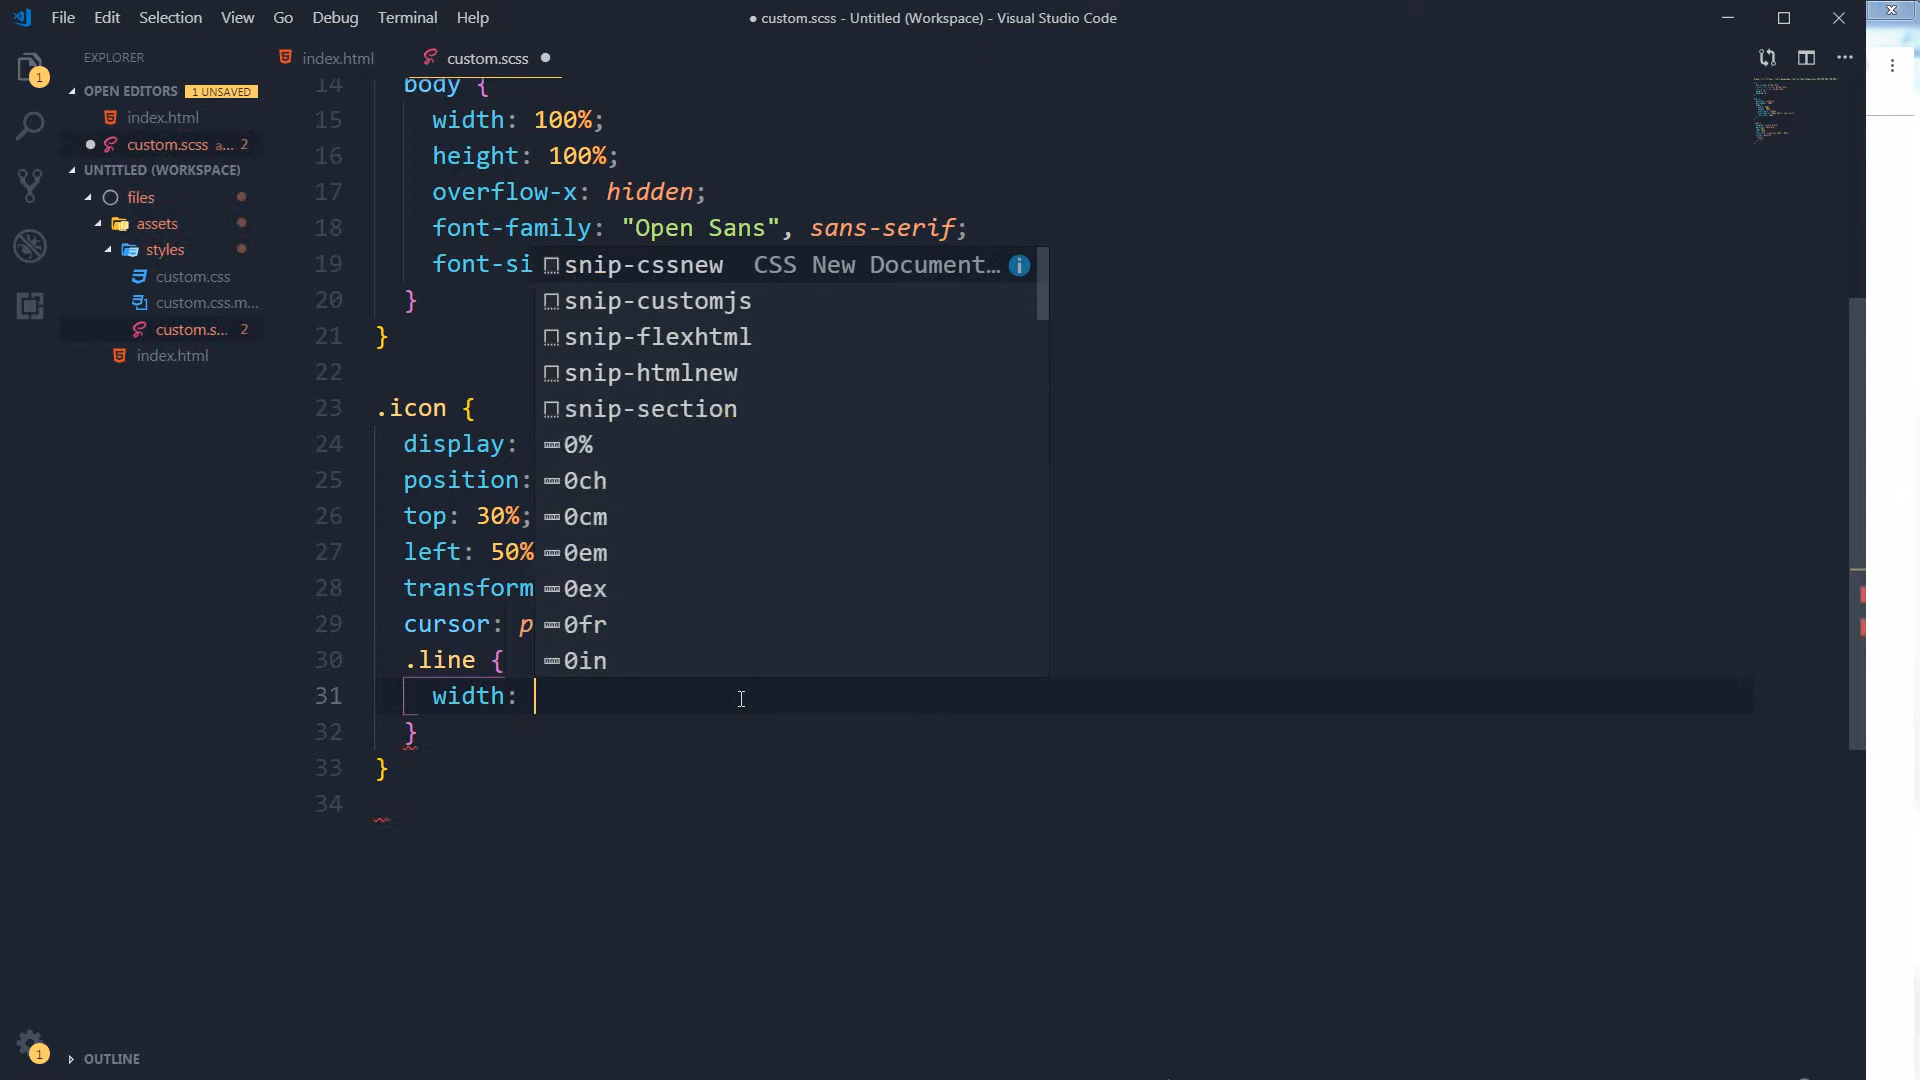 File Edit Selection View Go Debug Terminal Help
● custom.scss - Untitled (Workspace) - Visual Studio Code
EXPLORER
OPEN EDITORS 1 UNSAVED
index.html
custom.scss a... 2
UNTITLED (WORKSPACE)
files
assets
styles
custom.css
custom.css.m...
custom.s... 2
index.html
OUTLINE
1
1
index.html custom.scss
14 body {
15 width: 100%;
16 height: 100%;
17 overflow-x: hidden;
18 font-family: "Open Sans", sans-serif;
19 font-si
20 }
21 }
22
23 .icon {
24 display:
25 position:
26 top: 30%;
27 left: 50%
28 transform
29 cursor: p
30 .line {
31 width:
32 }
33 }
34
snip-cssnew CSS New Document…
snip-customjs
snip-flexhtml
snip-htmlnew
snip-section
0%
0ch
0cm
0em
0ex
0fr
0in